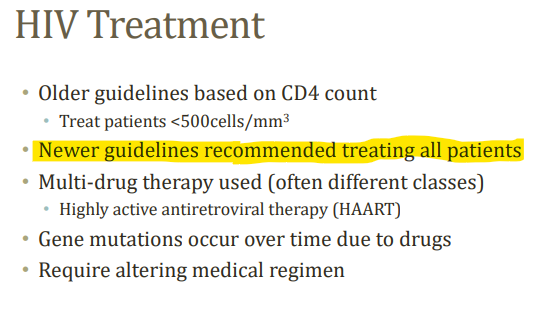 HIV Treatment
• Older guidelines based on CD4 count
• Treat patients <500cells/mm³
• Newer guidelines recommended treating all patients
• Multi-drug therapy used (often different classes)
• Highly active antiretroviral therapy (HAART)
• Gene mutations occur over time due to drugs
• Require altering medical regimen